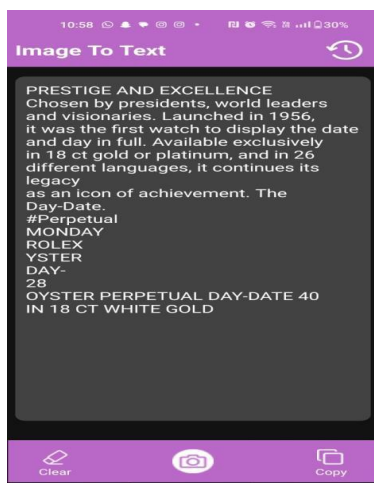 10:58
30%
Image To Text
PRESTIGE AND EXCELLENCE
Chosen by presidents, world leaders
and visionaries. Launched in 1956,
it was the first watch to display the date
and day in full. Available exclusively
in 18 ct gold or platinum, and in 26
different languages, it continues its
legacy
as an icon of achievement. The
Day-Date.
#Perpetual
MONDAY
ROLEX
YSTER
DAY-
28
OYSTER PERPETUAL DAY-DATE 40
IN 18 CT WHITE GOLD
Clear
Copy